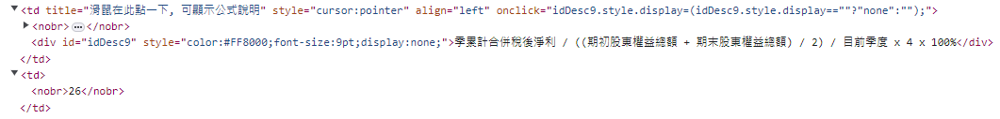 <td title="滑鼠在此點一下, 可顯示公式說明" style="cursor:pointer" align="left" onclick="idDesc9.style.display=(idDesc9.style.display==""?"none":"");">
<nobr>…</nobr>
<div id="idDesc9" style="color:#FF8000;font-size:9pt;display:none;">季累計合併稅後淨利 / ((期初股東權益總額 + 期末股東權益總額) / 2) / 目前季度 x 4 x 100%</div>
</td>
<td>
<nobr>26</nobr>
</td>